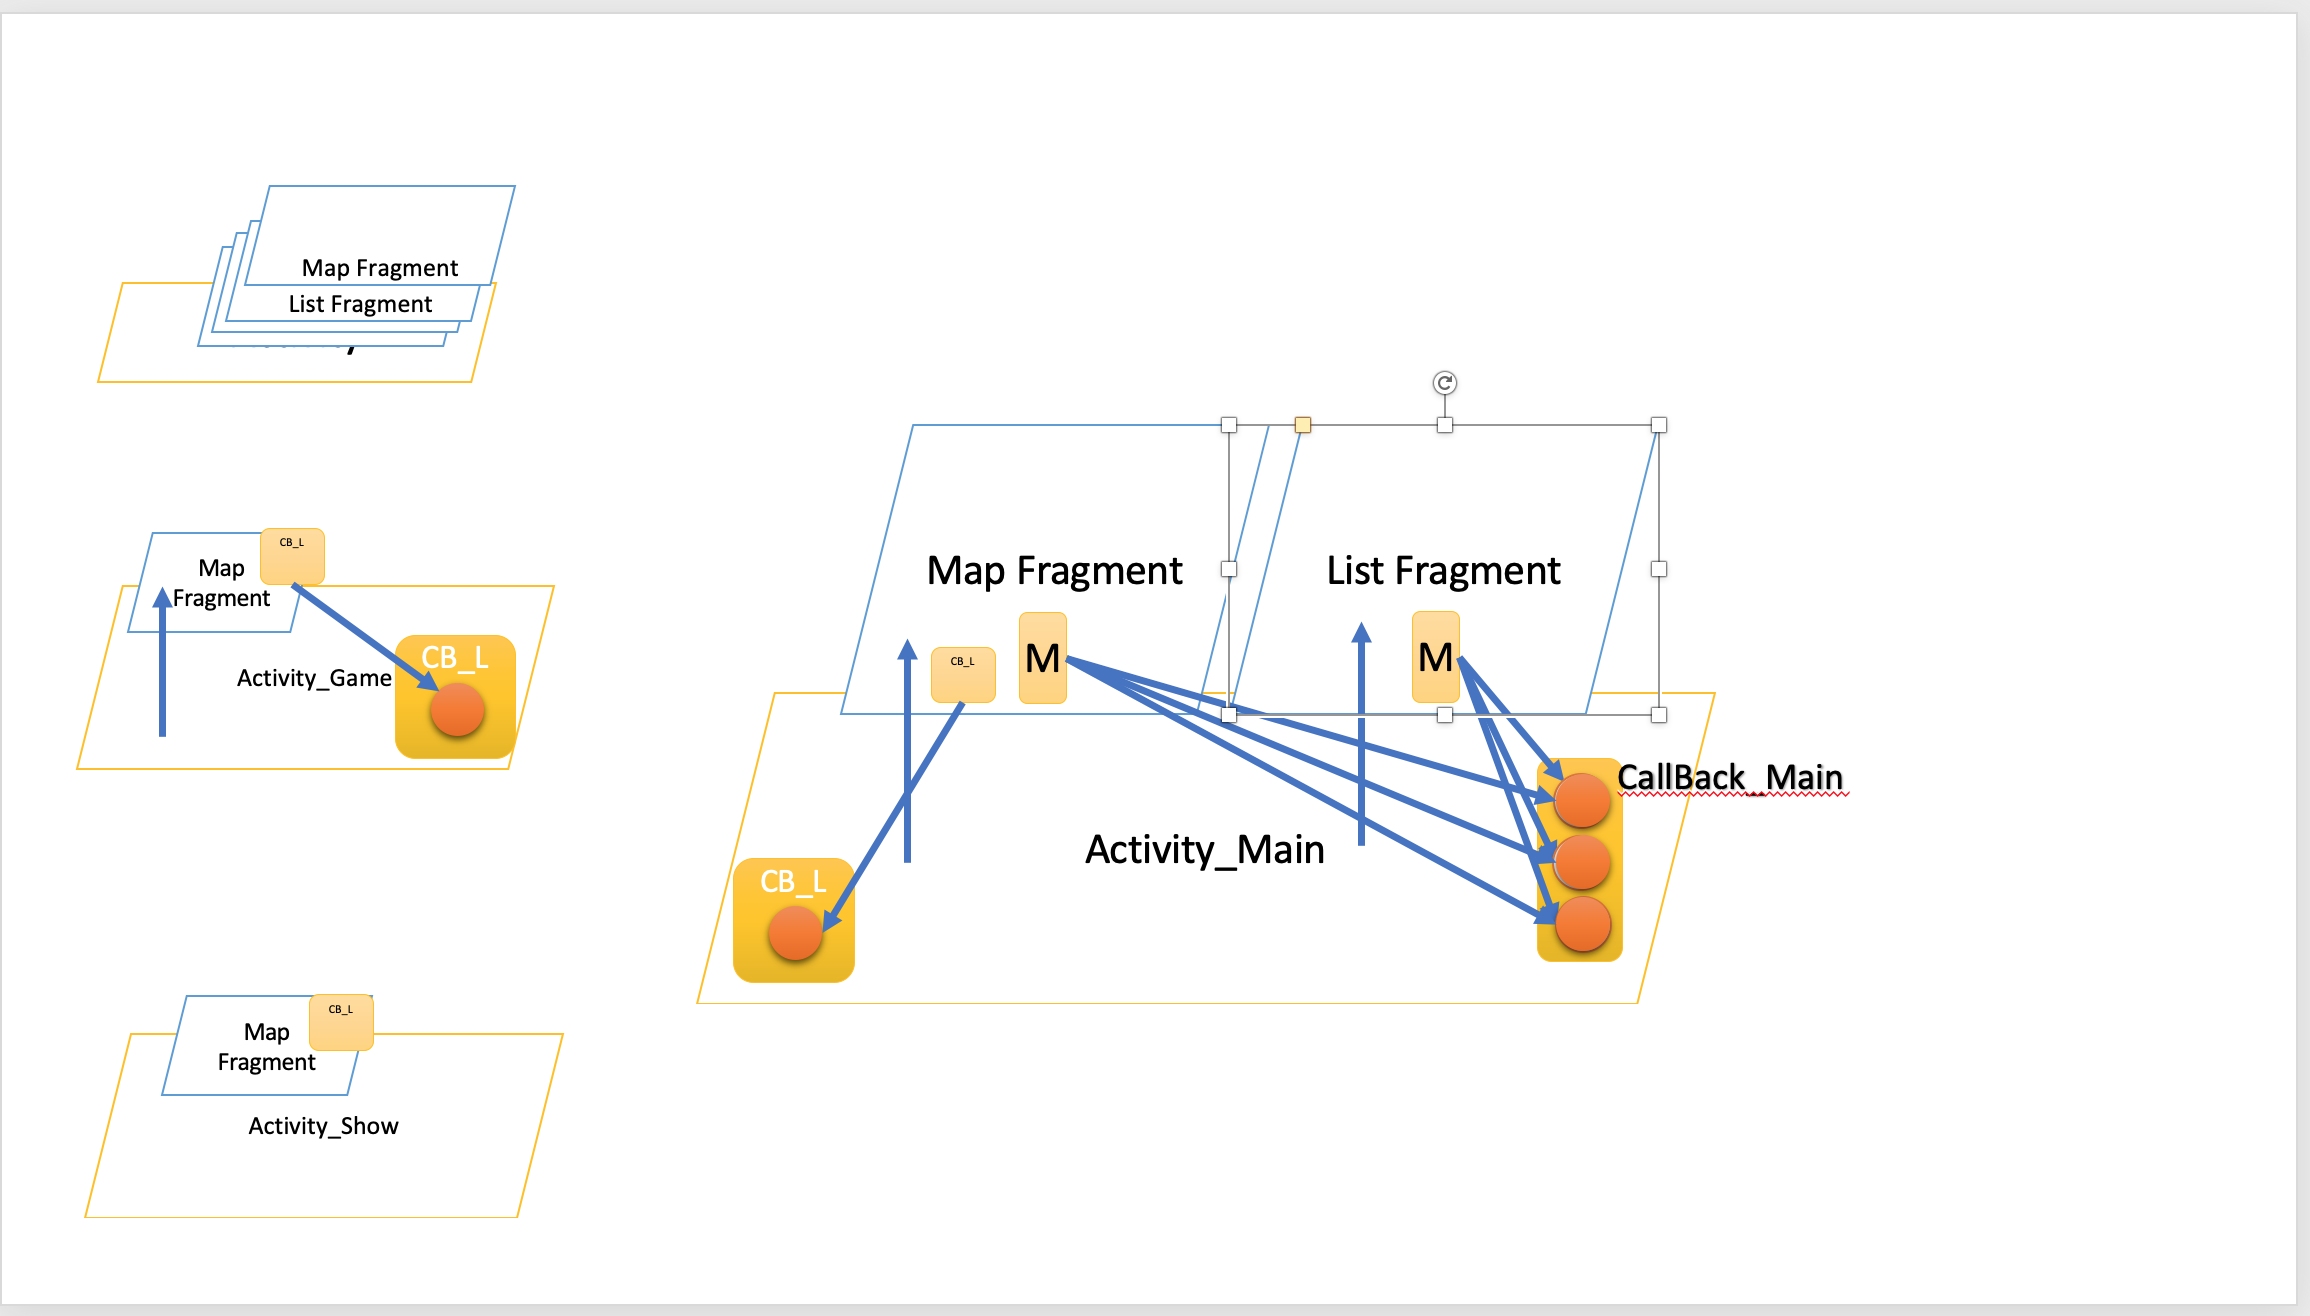 Map Fragment
List Fragment
CB_L
Map
Fragment
Activity_Game
CB_L
CB_L
Map
Fragment
Activity_Show
Map Fragment
List Fragment
CB_L
M
M
CallBack_Main
Activity_Main
CB_L